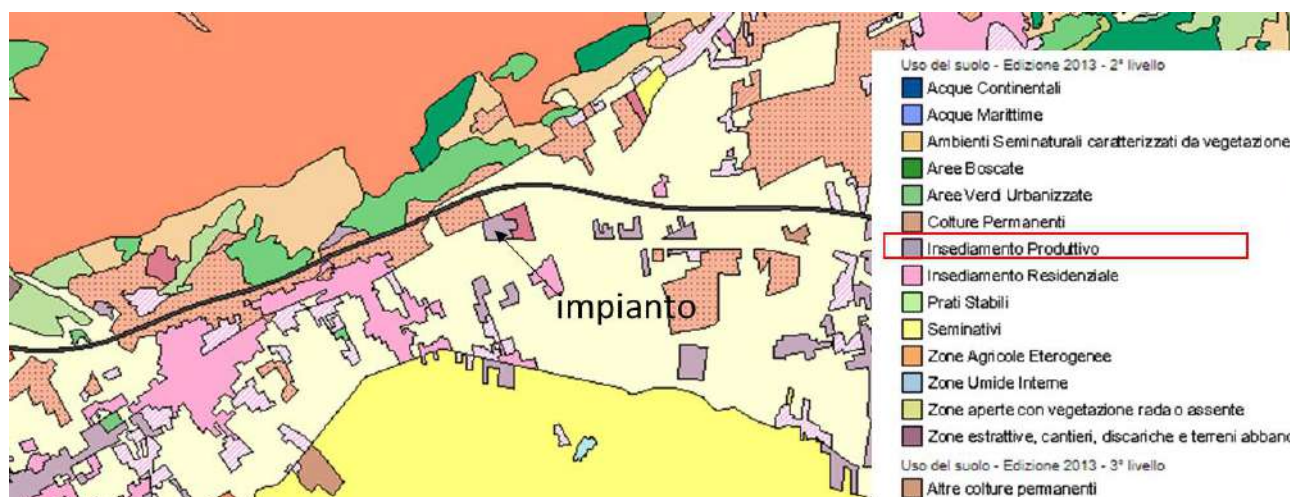 Uso del suolo - Edizione 2013 - 2° livello
Acque Continentali
Acque Marittime
Ambienti Seminaturali caratterizzati da vegetazione
Aree Boscate
Aree Verdi Urbanizzate
Colture Permanenti
Insediamento Produttivo
Insediamento Residenziale
impianto
Prati Stabili
Seminativi
Zone Agricole Eterogenee
Zone Umide Interne
Zone aperte con vegetazione rada o assente
Zone estrattive, cantieri, discariche e terreni abband
Uso del suolo - Edizione 2013 - 3° livello
Altre colture permanenti